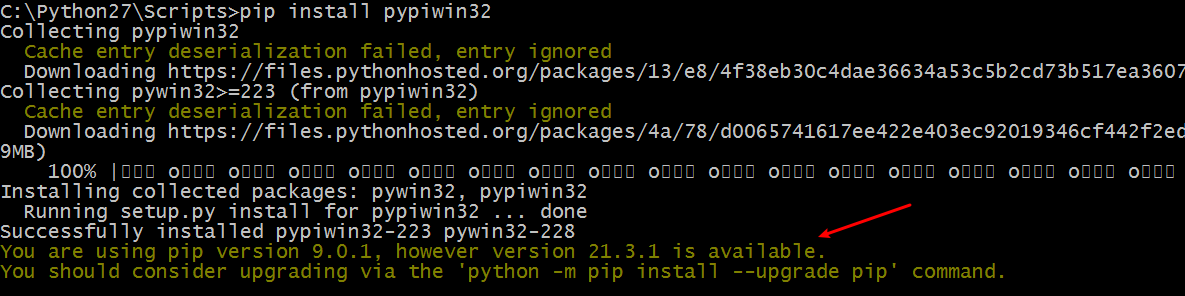 C:\Python27\Scripts>pip install pypiwin32
Collecting pypiwin32
  Cache entry deserialization failed, entry ignored
  Downloading https://files.pythonhosted.org/packages/13/e8/4f38eb30c4dae36634a53c5b2cd73b517ea3607
Collecting pywin32>=223 (from pypiwin32)
  Cache entry deserialization failed, entry ignored
  Downloading https://files.pythonhosted.org/packages/4a/78/d0065741617ee422e403ec92019346cf442f2ed
9MB)
    100% |▯▯▯ o▯▯▯ o▯▯▯ o▯▯▯ o▯▯▯ o▯▯▯ o▯▯▯ o▯▯▯ o▯▯▯ o▯▯▯ o▯▯▯ o▯▯▯ o▯▯▯ o▯▯▯ o▯▯▯ o▯▯▯ o▯▯▯ o▯▯▯
Installing collected packages: pywin32, pypiwin32
  Running setup.py install for pypiwin32 ... done
Successfully installed pypiwin32-223 pywin32-228
You are using pip version 9.0.1, however version 21.3.1 is available.
You should consider upgrading via the 'python -m pip install --upgrade pip' command.